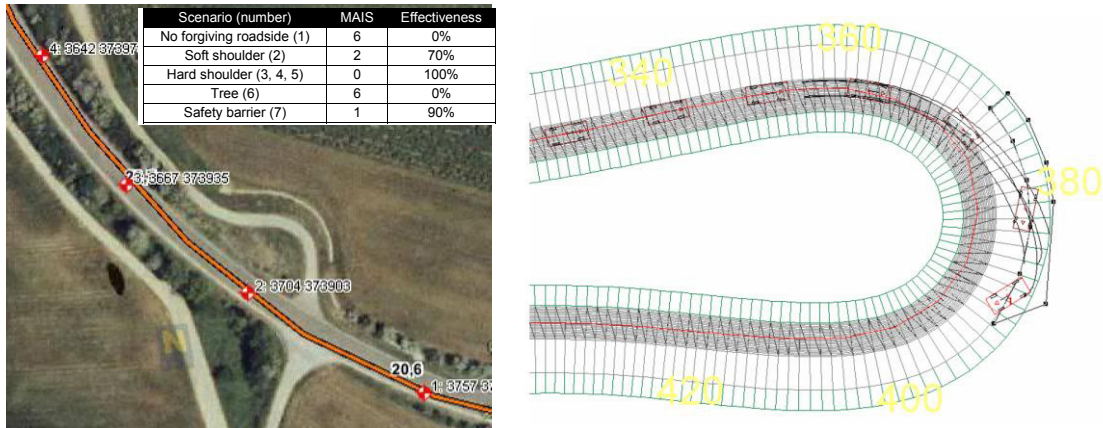 Scenario (number) MAIS Effectiveness
No forgiving roadside (1) 6 0%
Soft shoulder (2) 2 70%
Hard shoulder (3, 4, 5) 0 100%
Tree (6) 6 0%
Safety barrier (7) 1 90%
4: 3642 37397
3667 373935
2: 3704 373903
20,6
1: 3757 37
N
340
360
380
400
420